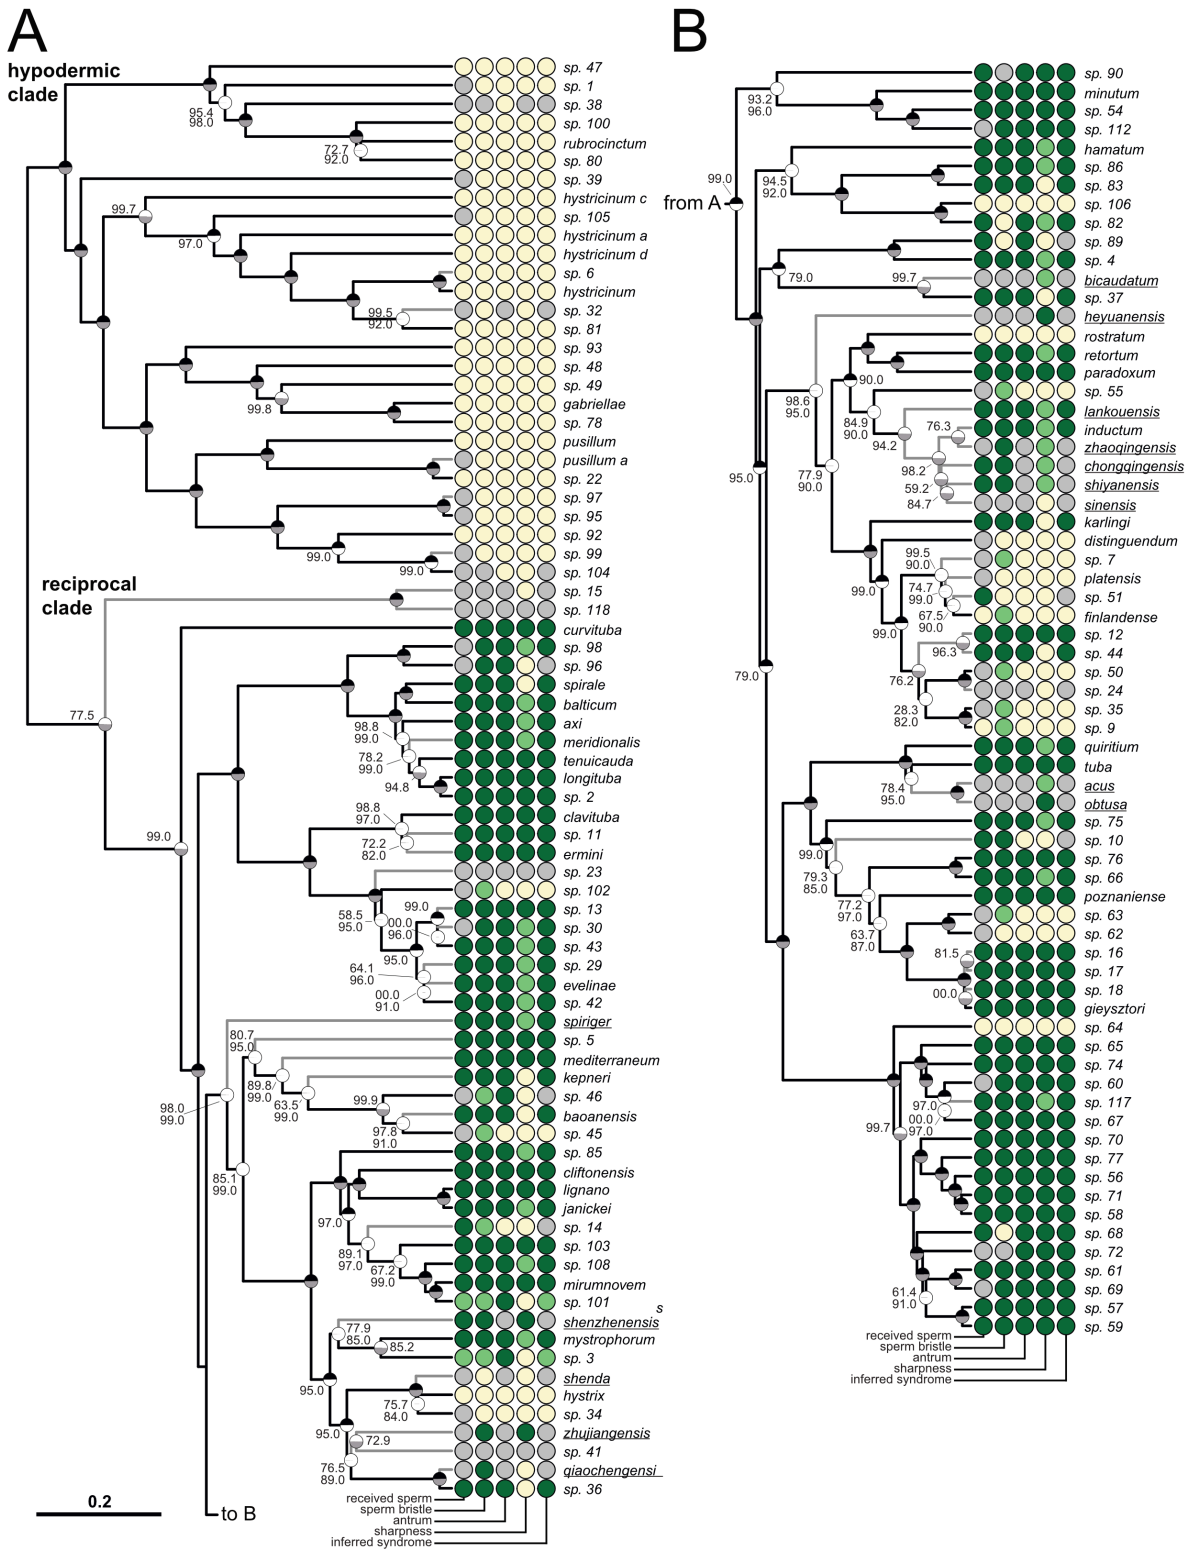 A
hypodermic
clade
sp. 47
sp. 1
95.4
98.0
sp. 38
sp. 100
rubrocinctum
72.7
92.0
sp. 80
sp. 39
hystricinum c
99.7
sp. 105
97.0
hystricinum a
hystricinum d
sp. 6
hystricinum
99.5
92.0
sp. 32
sp. 81
sp. 93
sp. 48
sp. 49
99.8
gabriellae
sp. 78
pusillum
pusillum a
sp. 22
sp. 97
sp. 95
sp. 92
99.0
sp. 99
99.0
sp. 104
reciprocal
clade
sp. 15
sp. 118
77.5
curvituba
sp. 98
sp. 96
spirale
balticum
axi
98.8
99.0
meridionalis
78.2
99.0
tenuicauda
94.8
longituba
sp. 2
98.8
97.0
clavituba
sp. 11
72.2
82.0
ermini
99.0
sp. 23
sp. 102
99.0
sp. 13
58.5
95.0
00.0
96.0
sp. 30
sp. 43
95.0
sp. 29
64.1
96.0
evelinae
00.0
91.0
sp. 42
spiriger
80.7
95.0
sp. 5
mediterraneum
89.8
99.0
kepneri
63.5
99.0
99.9
sp. 46
98.0
99.0
baoanensis
97.8
91.0
sp. 45
sp. 85
85.1
99.0
cliftonensis
lignano
janickei
97.0
sp. 14
89.1
97.0
sp. 103
67.2
99.0
sp. 108
mirumnovem
sp. 101
s
shenzhenensis
77.9
85.0
mystrophorum
85.2
sp. 3
95.0
shenda
hystrix
75.7
84.0
sp. 34
95.0
zhujiangensis
72.9
sp. 41
76.5
89.0
qiaochengensi
sp. 36
0.2
to B
received sperm
sperm bristle
antrum
sharpness
inferred syndrome
B
sp. 90
93.2
96.0
minutum
sp. 54
sp. 112
hamatum
99.0
94.5
92.0
sp. 86
sp. 83
from A
sp. 106
sp. 82
sp. 89
sp. 4
79.0
99.7
bicaudatum
sp. 37
heyuanensis
rostratum
retortum
90.0
paradoxum
98.6
95.0
sp. 55
84.9
90.0
lankouensis
76.3
inductum
94.2
zhaoqingensis
95.0
77.9
90.0
98.2
chongqingensis
59.2
shiyanensis
84.7
sinensis
karlingi
distinguendum
99.5
90.0
sp. 7
99.0
74.7
99.0
platensis
sp. 51
67.5
90.0
finlandense
99.0
sp. 12
96.3
sp. 44
79.0
76.2
sp. 50
sp. 24
28.3
82.0
sp. 35
sp. 9
quiritium
tuba
78.4
95.0
acus
obtusa
sp. 75
99.0
sp. 10
79.3
85.0
sp. 76
sp. 66
77.2
97.0
poznaniense
63.7
87.0
sp. 63
sp. 62
81.5
sp. 16
sp. 17
00.0
sp. 18
gieysztori
sp. 64
sp. 65
sp. 74
sp. 60
97.0
00.0
97.0
sp. 117
99.7
sp. 67
sp. 70
sp. 77
sp. 56
sp. 71
sp. 58
sp. 68
sp. 72
sp. 61
61.4
91.0
sp. 69
sp. 57
sp. 59
received sperm
sperm bristle
antrum
sharpness
inferred syndrome